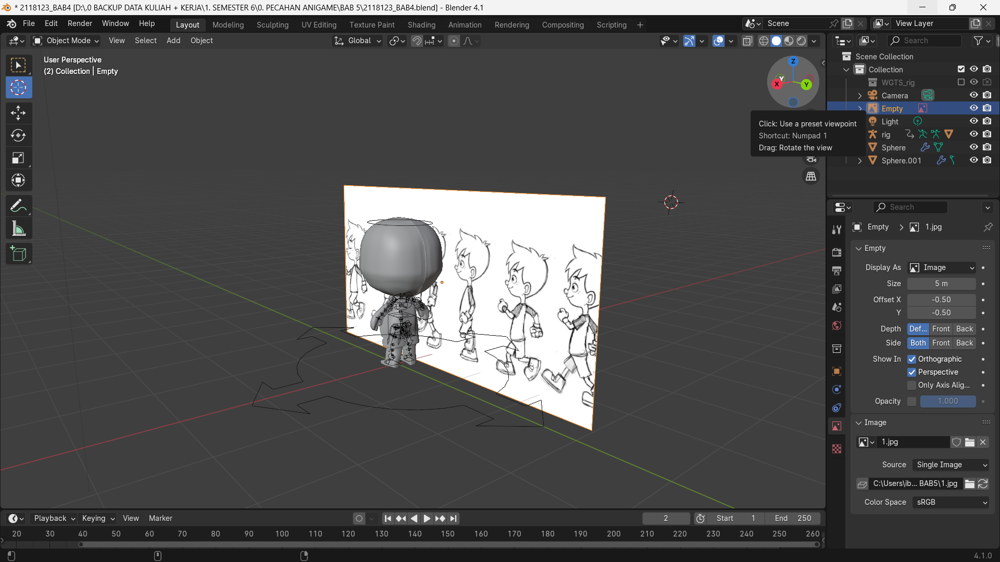 * 2118123_BAB4 [D:\.0 BACKUP DATA KULIAH + KERJA\1. SEMESTER 6\0. PECAHAN ANIGAME\BAB 5\2118123_BAB4.blend] - Blender 4.1
File Edit Render Window Help Layout Modeling Sculpting UV Editing Texture Paint Shading Animation Rendering Compositing Scripting + Scene View Layer
Object Mode View Select Add Object Global Search
User Perspective
(2) Collection | Empty
Z
Y
X
Y
Scene Collection
Collection
WGTS_rig
Camera
Empty
Light
rig
Sphere
Sphere.001
Click: Use a preset viewpoint
Shortcut: Numpad 1
Drag: Rotate the view
Search
Empty > 1.jpg
Empty
Display As Image
Size 5 m
Offset X -0.50
Y -0.50
Depth Def... Front Back
Side Both Front Back
Show In Orthographic
Perspective
Only Axis Alig...
Opacity 1.000
Image
1.jpg
Source Single Image
C:\Users\ib... BAB5\1.jpg
Color Space sRGB
Playback Keying View Marker 2 Start 1 End 250
20 30 40 50 60 70 80 90 100 110 120 130 140 150 160 170 180 190 200 210 220 230 240 250 260
4.1.0